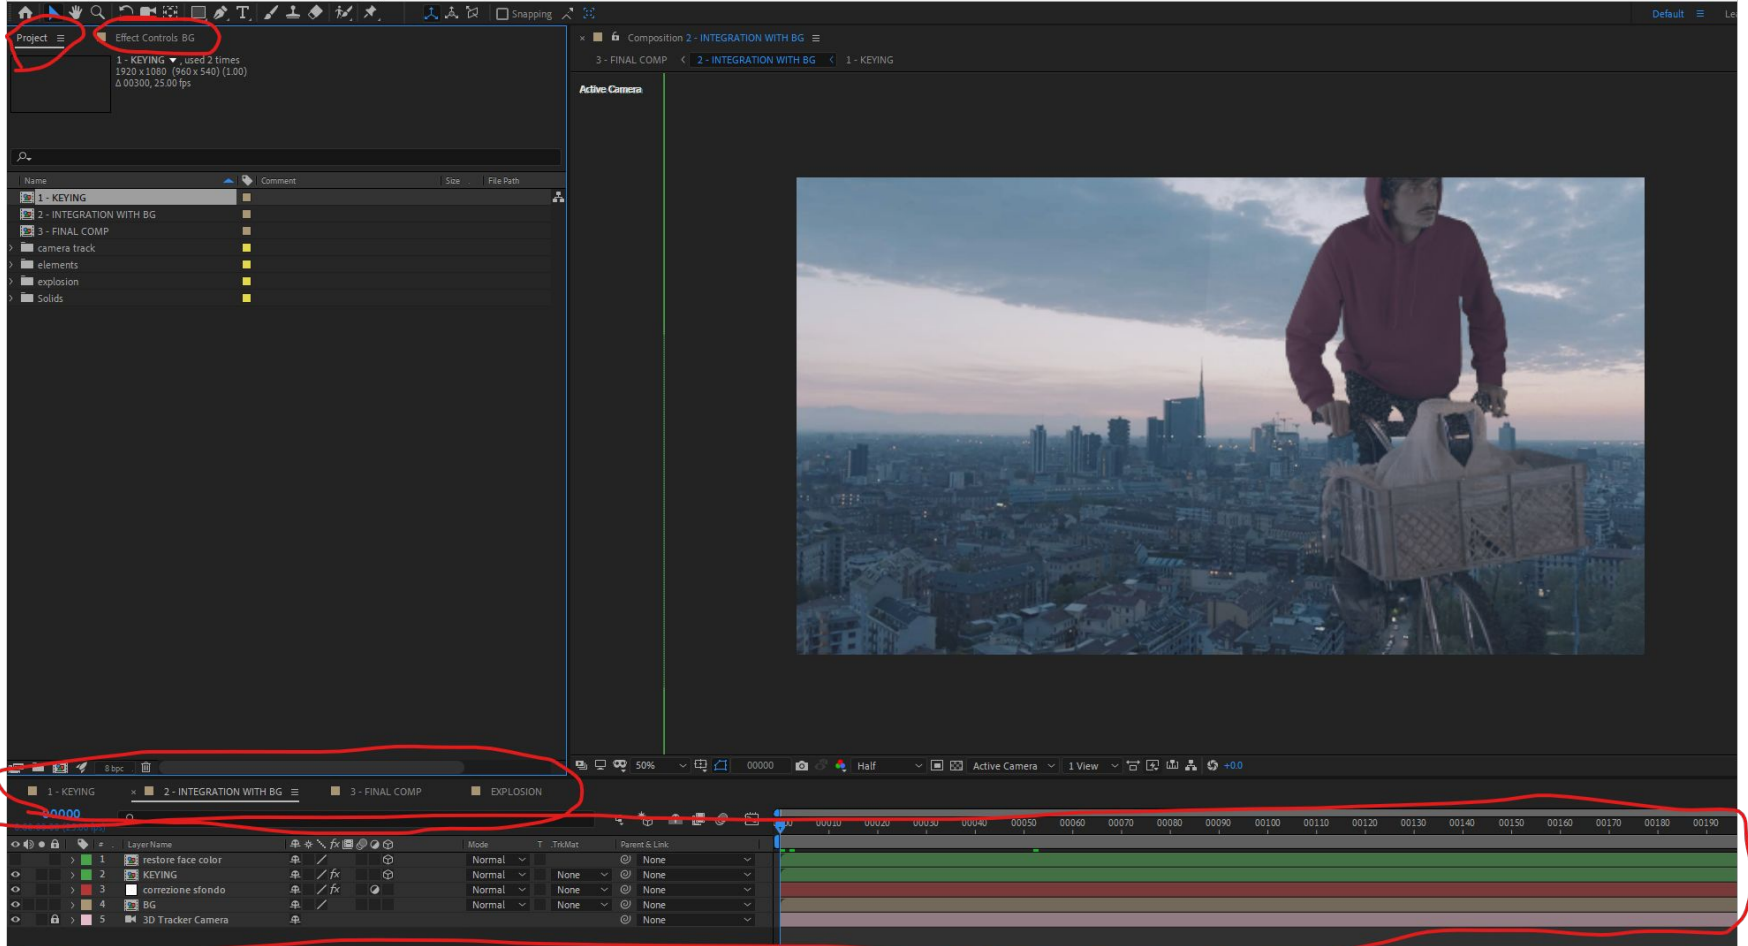 Snapping
Default
Project
Effect Controls BG
1 - KEYING ▼ , used 2 times
1920 x 1080 (960 x 540) (1.00)
Δ 00300, 25.00 fps
Composition 2 - INTEGRATION WITH BG
3 - FINAL COMP < 2 - INTEGRATION WITH BG < 1 - KEYING
Active Camera
Name Comment Size File Path
1 - KEYING
2 - INTEGRATION WITH BG
3 - FINAL COMP
camera track
elements
explosion
Solids
8 bpc
50% 00000 Half Active Camera 1 View +0.0
1 - KEYING × 2 - INTEGRATION WITH BG 3 - FINAL COMP EXPLOSION
00010 00020 00030 00040 00050 00060 00070 00080 00090 00100 00110 00120 00130 00140 00150 00160 00170 00180 00190
# Layer Name Mode T .TrkMat Parent & Link
1 restore face color Normal None
2 KEYING fx Normal None None
3 correzione sfondo fx Normal None None
4 BG Normal None None
5 3D Tracker Camera None